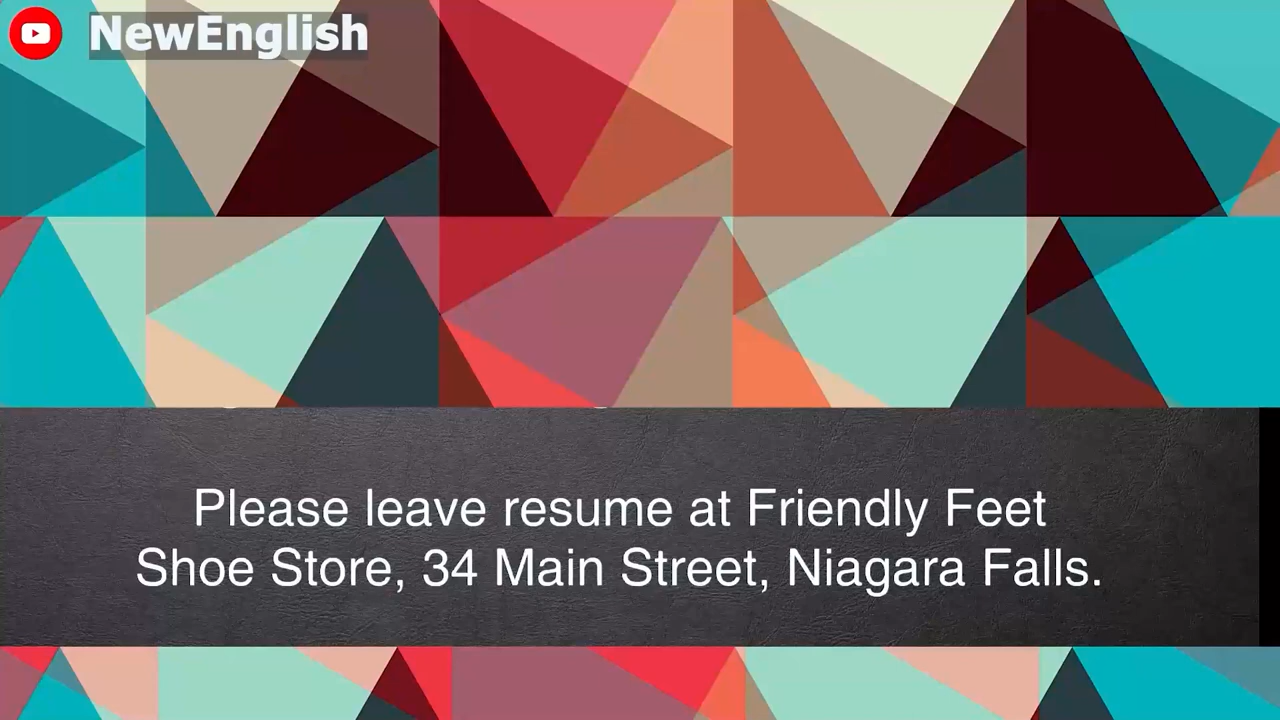 NewEnglish
Please leave resume at Friendly Feet
Shoe Store, 34 Main Street, Niagara Falls.